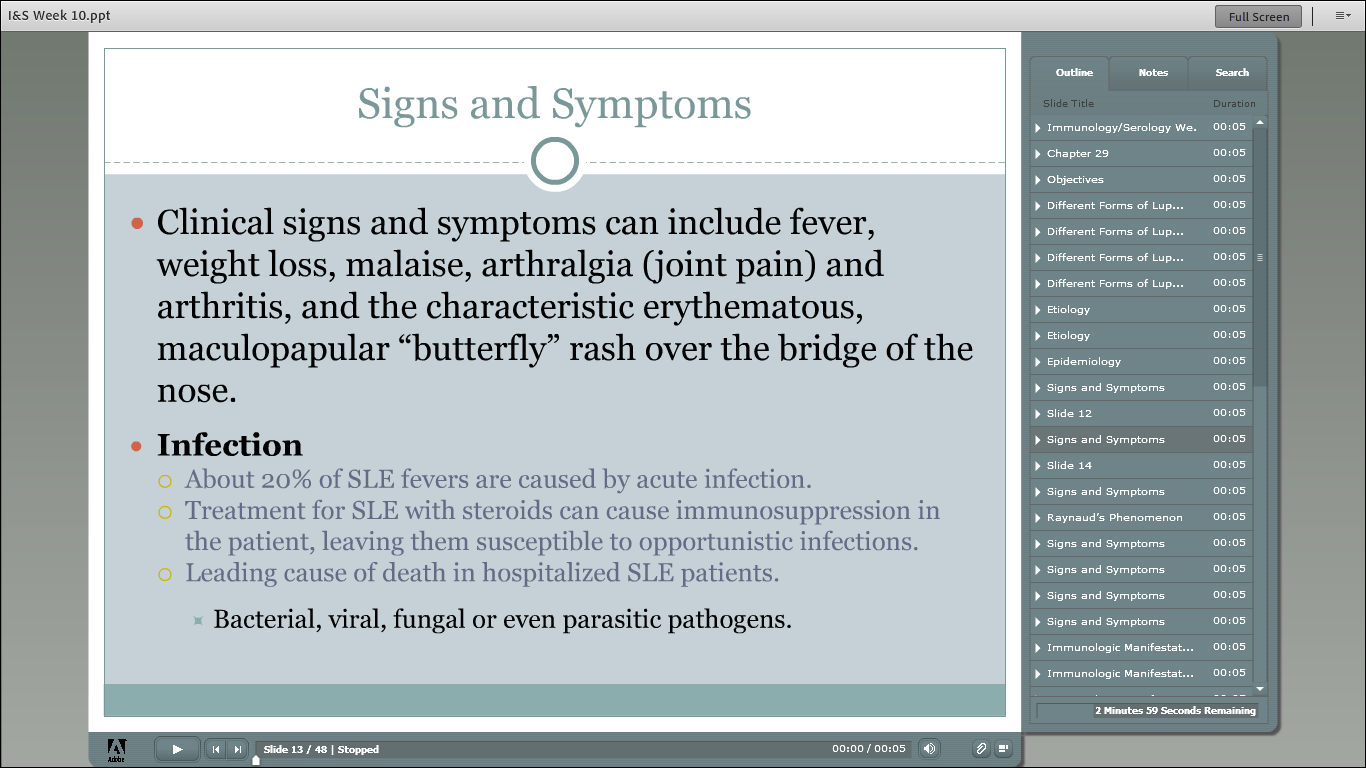 I&S Week 10.ppt
Full Screen
Signs and Symptoms
Clinical signs and symptoms can include fever,
weight loss, malaise, arthralgia (joint pain) and
arthritis, and the characteristic erythematous,
maculopapular “butterfly” rash over the bridge of the
nose.
Infection
About 20% of SLE fevers are caused by acute infection.
Treatment for SLE with steroids can cause immunosuppression in
the patient, leaving them susceptible to opportunistic infections.
Leading cause of death in hospitalized SLE patients.
Bacterial, viral, fungal or even parasitic pathogens.
Outline Notes Search
Slide Title Duration
Immunology/Serology We. 00:05
Chapter 29 00:05
Objectives 00:05
Different Forms of Lup... 00:05
Different Forms of Lup... 00:05
Different Forms of Lup... 00:05
Different Forms of Lup... 00:05
Etiology 00:05
Etiology 00:05
Epidemiology 00:05
Signs and Symptoms 00:05
Slide 12 00:05
Signs and Symptoms 00:05
Slide 14 00:05
Signs and Symptoms 00:05
Raynaud’s Phenomenon 00:05
Signs and Symptoms 00:05
Signs and Symptoms 00:05
Signs and Symptoms 00:05
Signs and Symptoms 00:05
Immunologic Manifestat... 00:05
Immunologic Manifestat... 00:05
2 Minutes 59 Seconds Remaining
Adobe
Slide 13 / 48 | Stopped 00:00 / 00:05